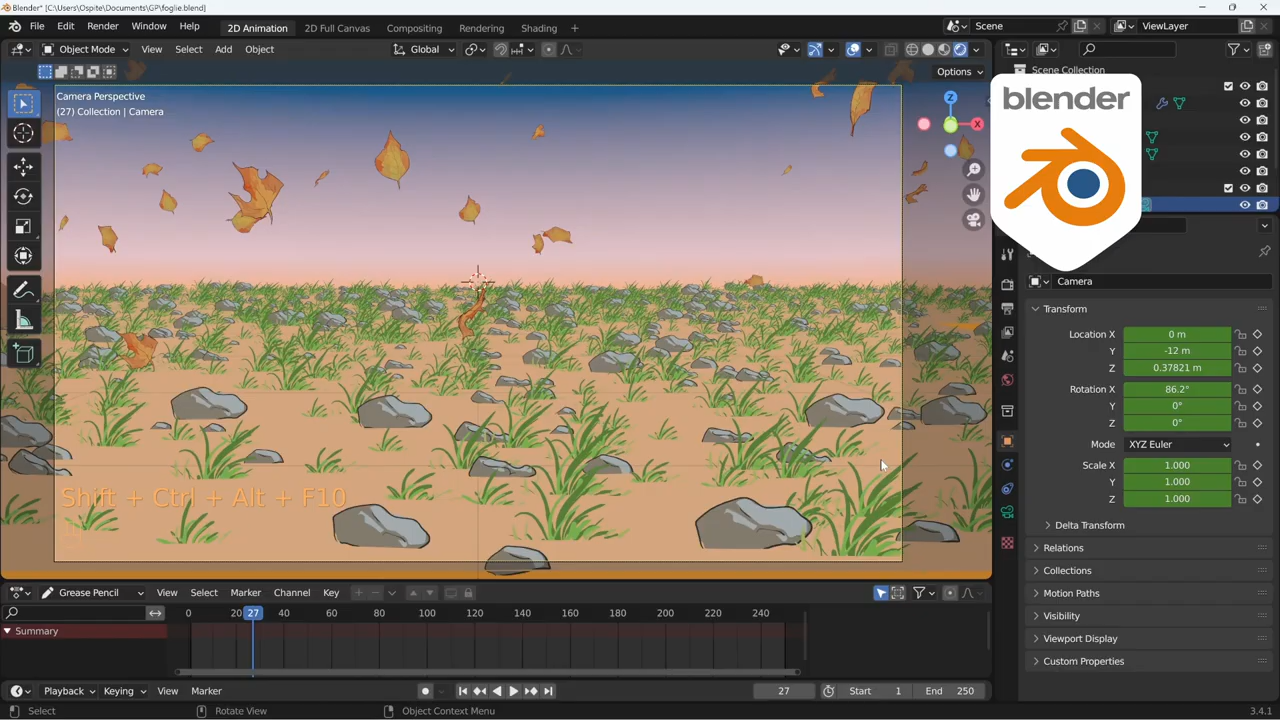 Blender* [C:\Users\Ospite\Documents\GP\foglie.blend]
File Edit Render Window Help 2D Animation 2D Full Canvas Compositing Rendering Shading + Scene ViewLayer
Object Mode View Select Add Object Global
Options
Scene Collection
Camera Perspective
(27) Collection | Camera
Z
X
blender
Camera
Transform
Location X 0 m
Y -12 m
Z 0.37821 m
Rotation X 86.2°
Y 0°
Z 0°
Mode XYZ Euler
Scale X 1.000
Y 1.000
Z 1.000
Delta Transform
Relations
Collections
Motion Paths
Visibility
Viewport Display
Custom Properties
Shift + Ctrl + Alt + F10
Grease Pencil View Select Marker Channel Key
0 20 27 40 60 80 100 120 140 160 180 200 220 240
Summary
Playback Keying View Marker 27 Start 1 End 250
Select Rotate View Object Context Menu 3.4.1